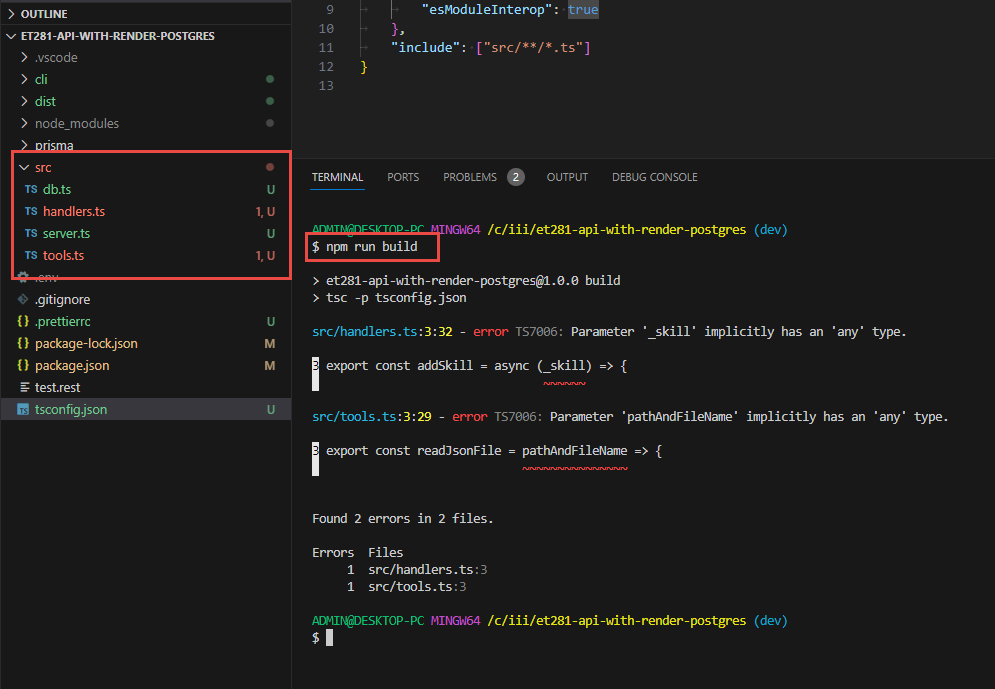 OUTLINE
ET281-API-WITH-RENDER-POSTGRES
.vscode
cli
dist
node_modules
prisma
src
TS db.ts U
TS handlers.ts 1, U
TS server.ts U
TS tools.ts 1, U
.env
.gitignore
{} .prettierrc U
{} package-lock.json M
{} package.json M
test.rest
TS tsconfig.json U
9 "esModuleInterop": true
10 },
11 "include": ["src/**/*.ts"]
12 }
13
TERMINAL PORTS PROBLEMS 2 OUTPUT DEBUG CONSOLE
ADMIN@DESKTOP-PC MINGW64 /c/iii/et281-api-with-render-postgres (dev)
$ npm run build
> et281-api-with-render-postgres@1.0.0 build
> tsc -p tsconfig.json
src/handlers.ts:3:32 - error TS7006: Parameter '_skill' implicitly has an 'any' type.
3 export const addSkill = async (_skill) => {
~~~~~~
src/tools.ts:3:29 - error TS7006: Parameter 'pathAndFileName' implicitly has an 'any' type.
3 export const readJsonFile = pathAndFileName => {
~~~~~~~~~~~~~~~
Found 2 errors in 2 files.
Errors Files
1 src/handlers.ts:3
1 src/tools.ts:3
ADMIN@DESKTOP-PC MINGW64 /c/iii/et281-api-with-render-postgres (dev)
$